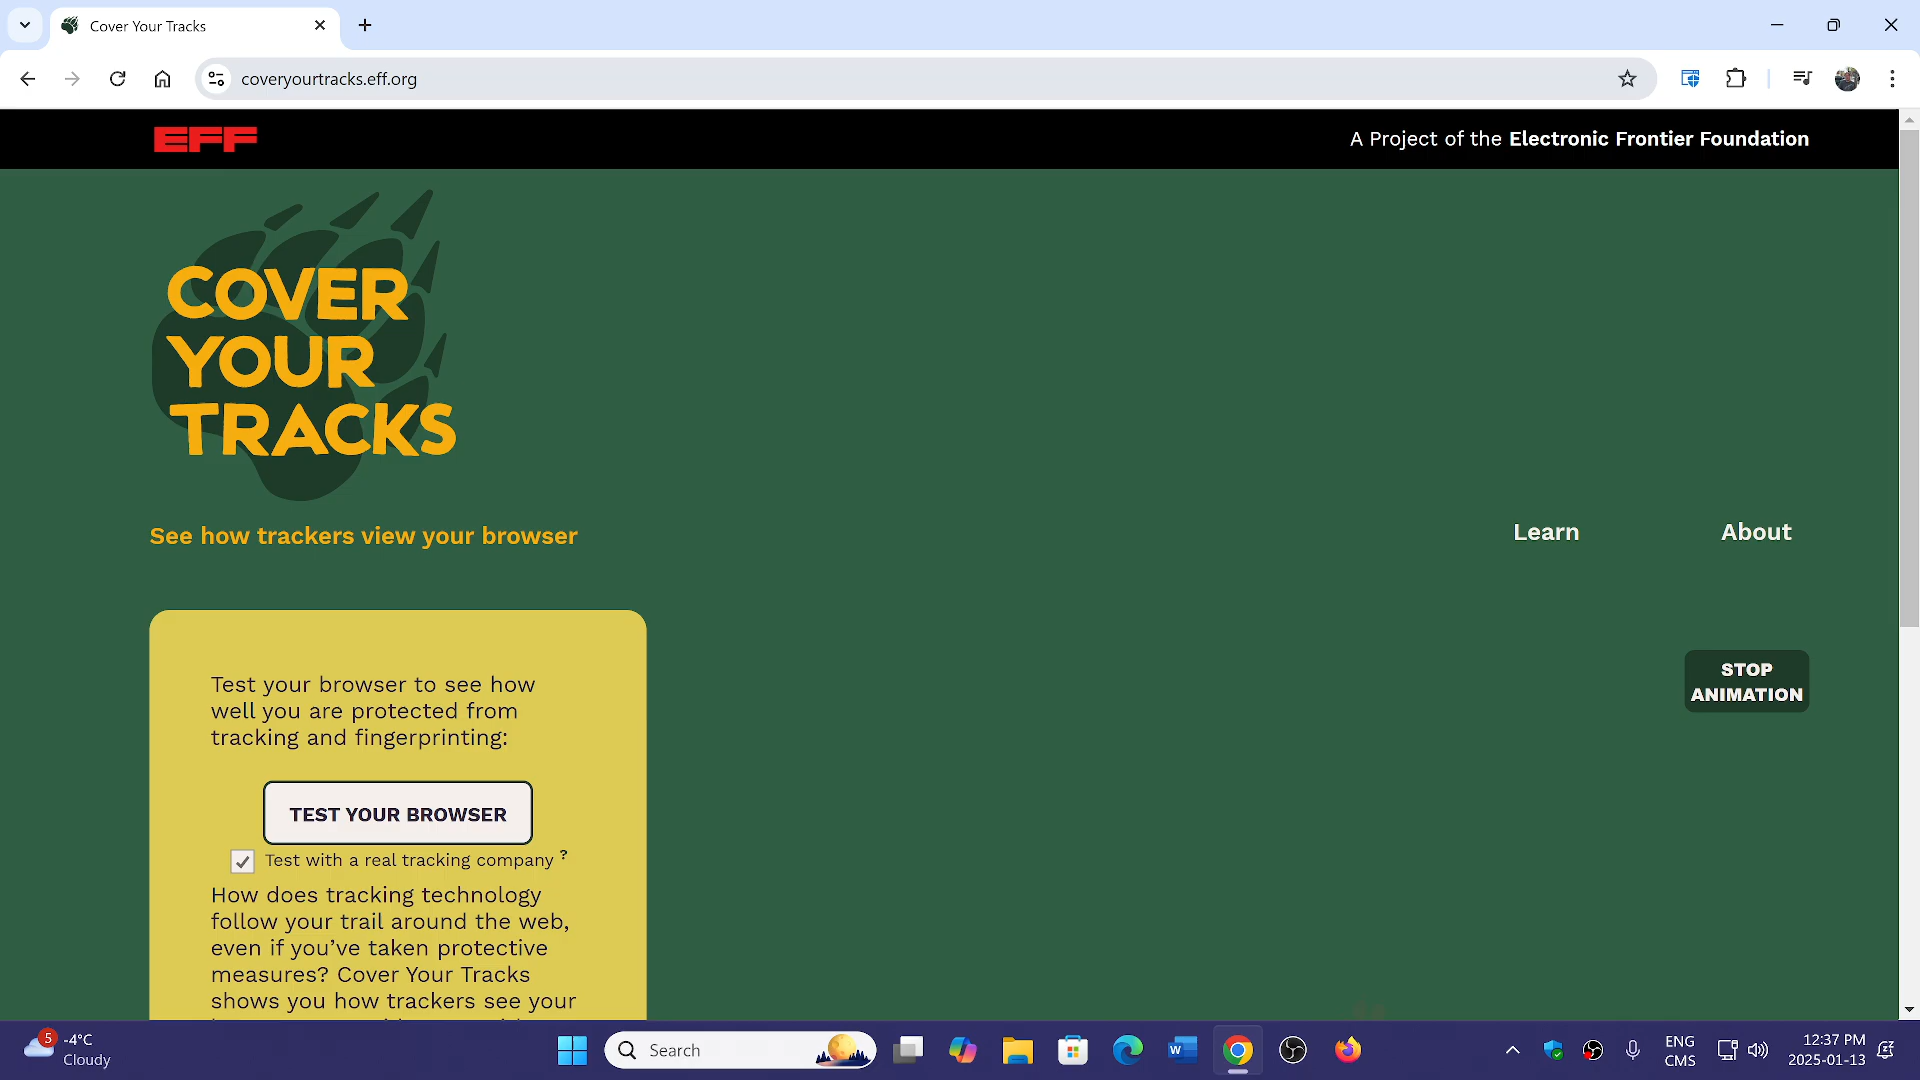 Cover Your Tracks
coveryourtracks.eff.org
EFF
A Project of the Electronic Frontier Foundation
COVER
YOUR
TRACKS
See how trackers view your browser
Learn
About
Test your browser to see how
well you are protected from
tracking and fingerprinting:
STOP
ANIMATION
TEST YOUR BROWSER
Test with a real tracking company ?
How does tracking technology
follow your trail around the web,
even if you’ve taken protective
measures? Cover Your Tracks
shows you how trackers see your
5
-4°C
Cloudy
Search
W
ENG
CMS
12:37 PM
2025-01-13